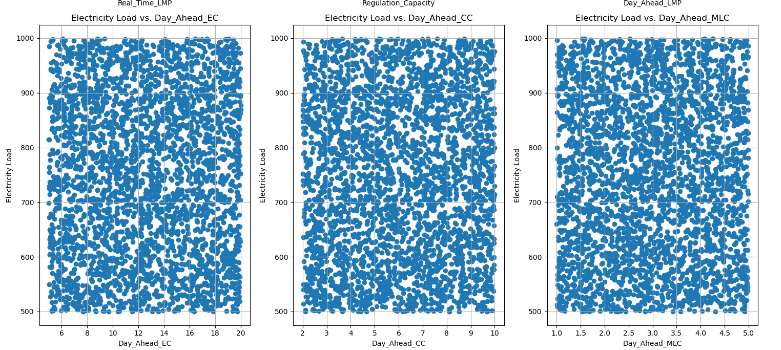 Real_Time_LMP
Regulation_Capacity
Day_Ahead_LMP
Electricity Load vs. Day_Ahead_EC
Electricity Load vs. Day_Ahead_CC
Electricity Load vs. Day_Ahead_MLC
1000
900
800
700
600
500
Electricity Load
6 8 10 12 14 16 18 20
Day_Ahead_EC
1000
900
800
700
600
500
Electricity Load
2 3 4 5 6 7 8 9 10
Day_Ahead_CC
1000
900
800
700
600
500
Electricity Load
1.0 1.5 2.0 2.5 3.0 3.5 4.0 4.5 5.0
Day_Ahead_MLC